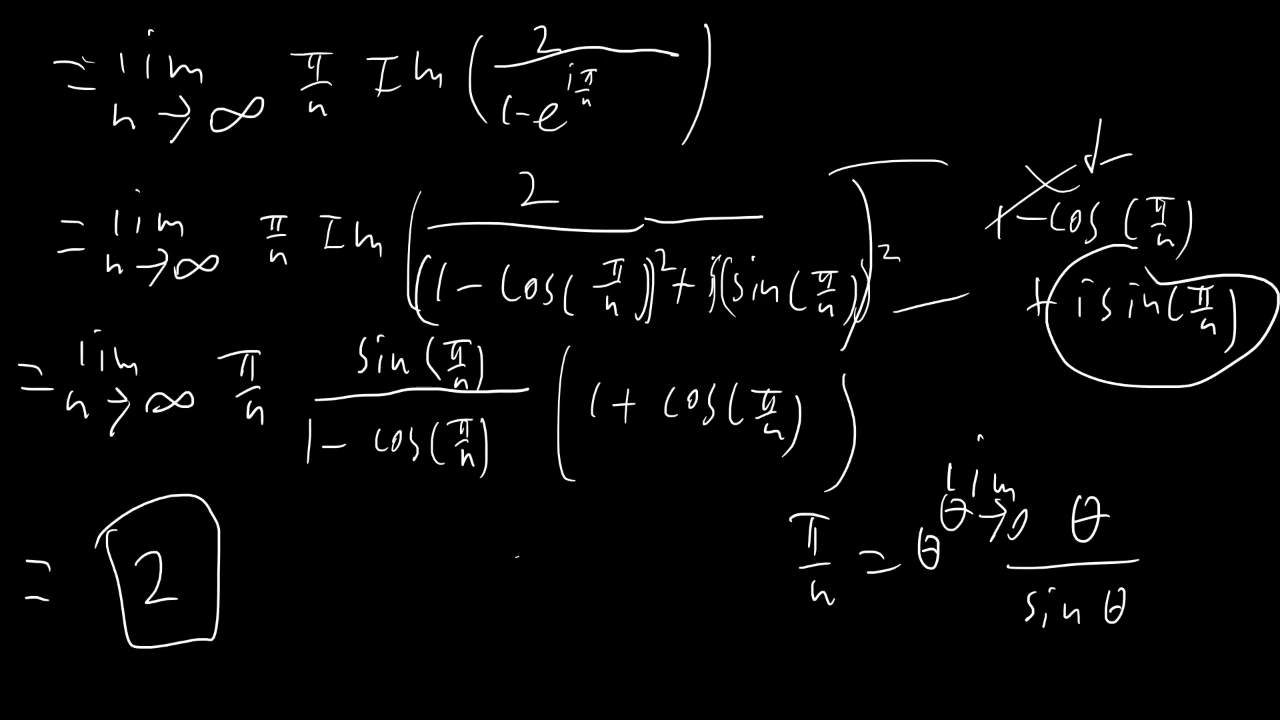 = lim n→∞ π/n Im (2/(1-e^{iπ/n}))
= lim n→∞ π/n Im (2/((1-cos(π/n))²+i(sin(π/n))²)
-cos(π/n)
+ i sin(π/n)
= lim n→∞ π/n sin(π/n)/(1-cos(π/n)) (1+cos(π/n))
π/n = θ lim θ→0 θ/sin θ
= 2